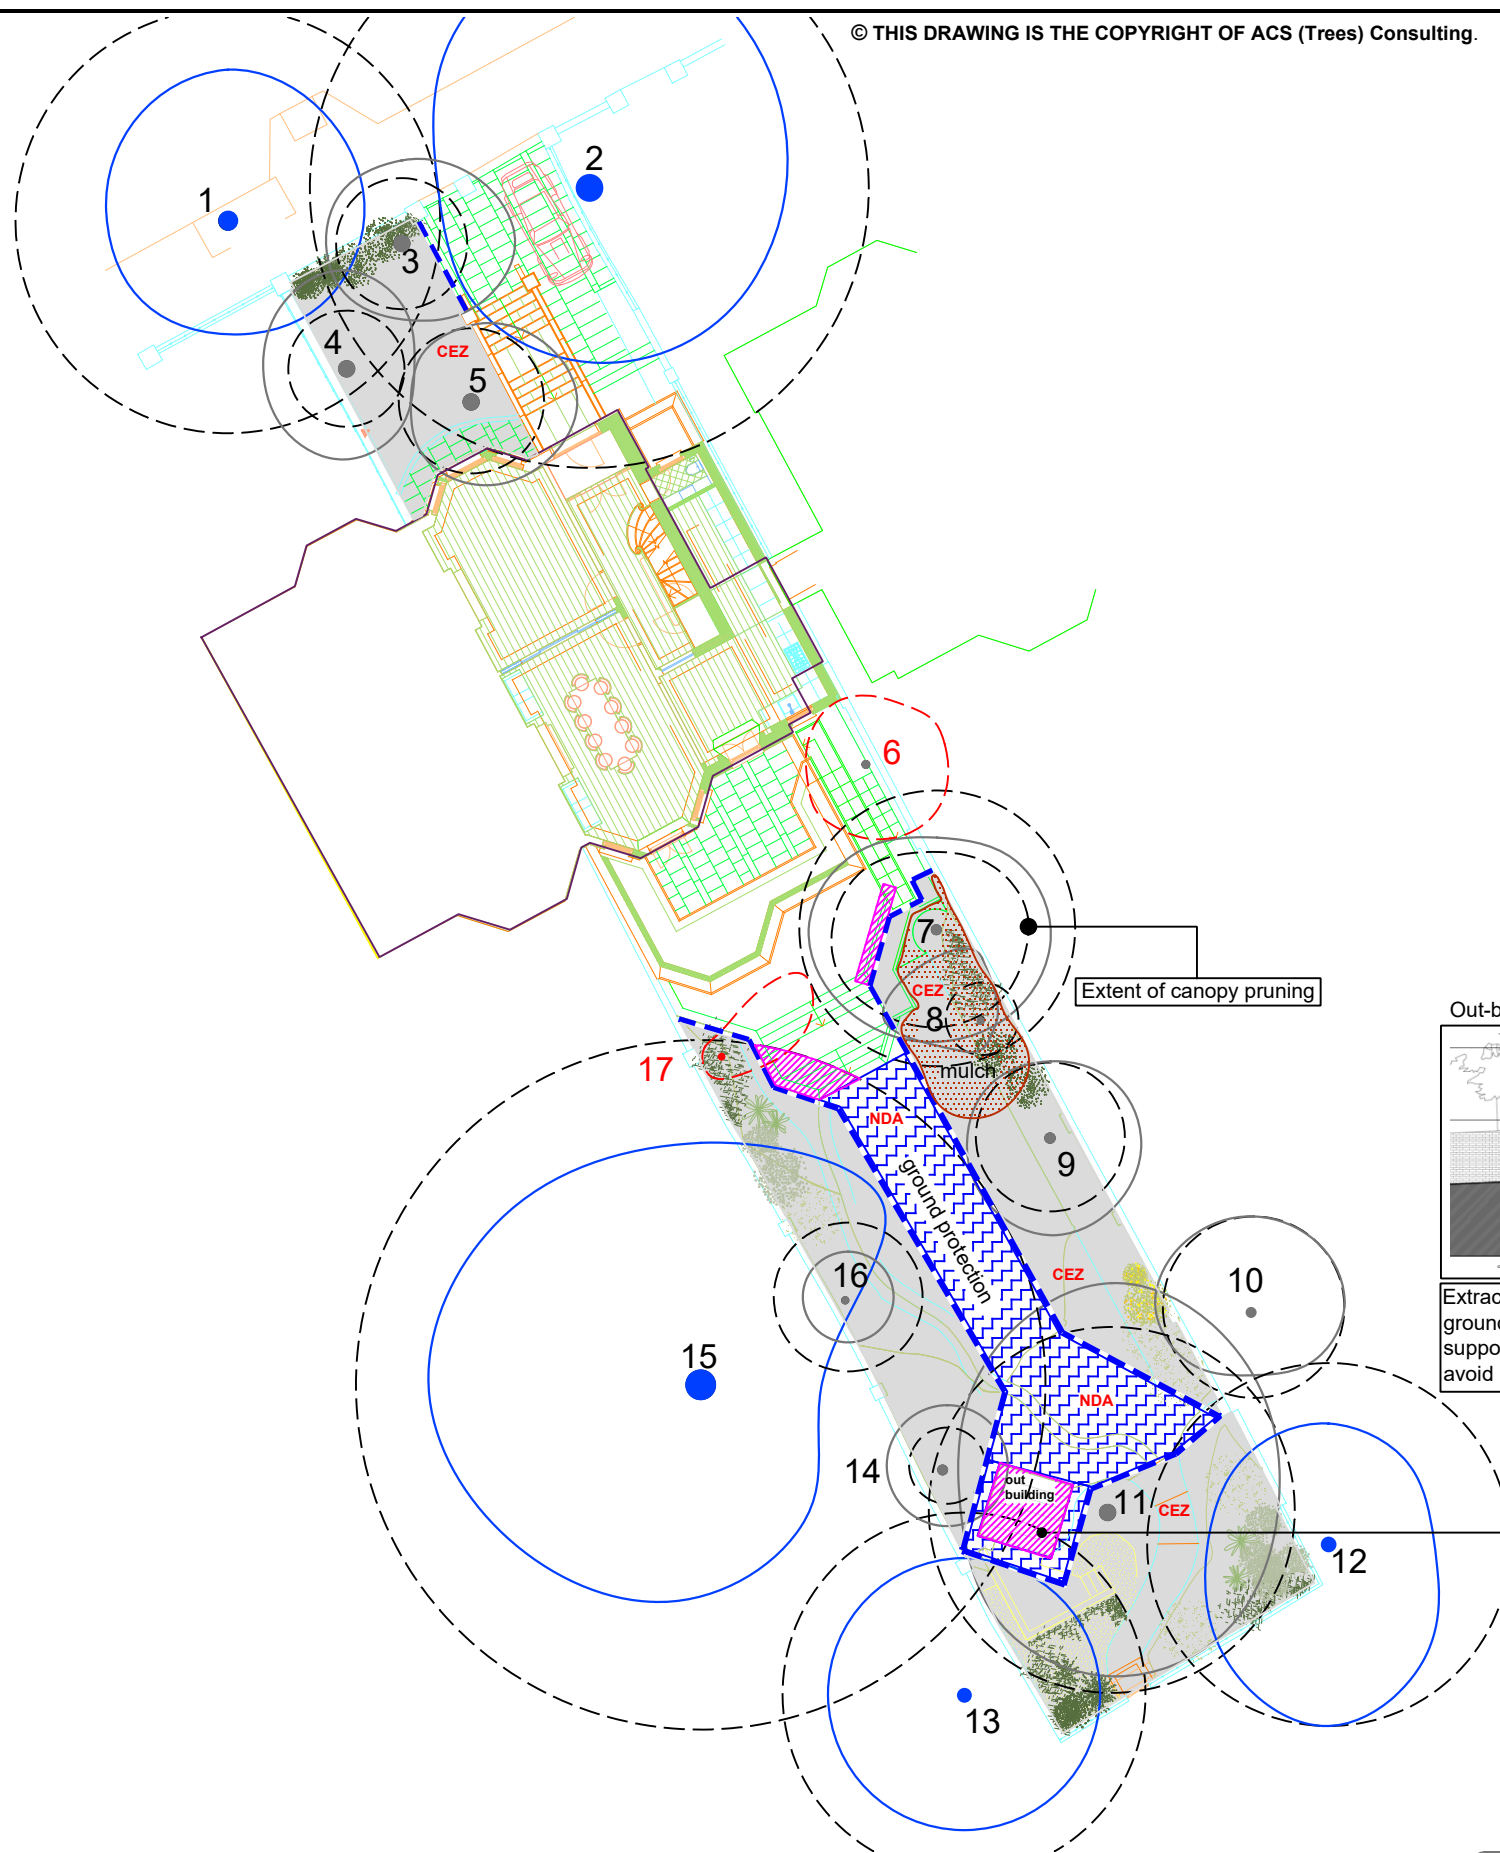 © THIS DRAWING IS THE COPYRIGHT OF ACS (Trees) Consulting.
1
2
3
4
CEZ
5
6
7
Extent of canopy pruning
CEZ
8
17
mulch
NDA
9
ground protection
CEZ
16
10
15
NDA
14
out
building
11
CEZ
12
13
Out-b
Extrac
ground
suppo
avoid